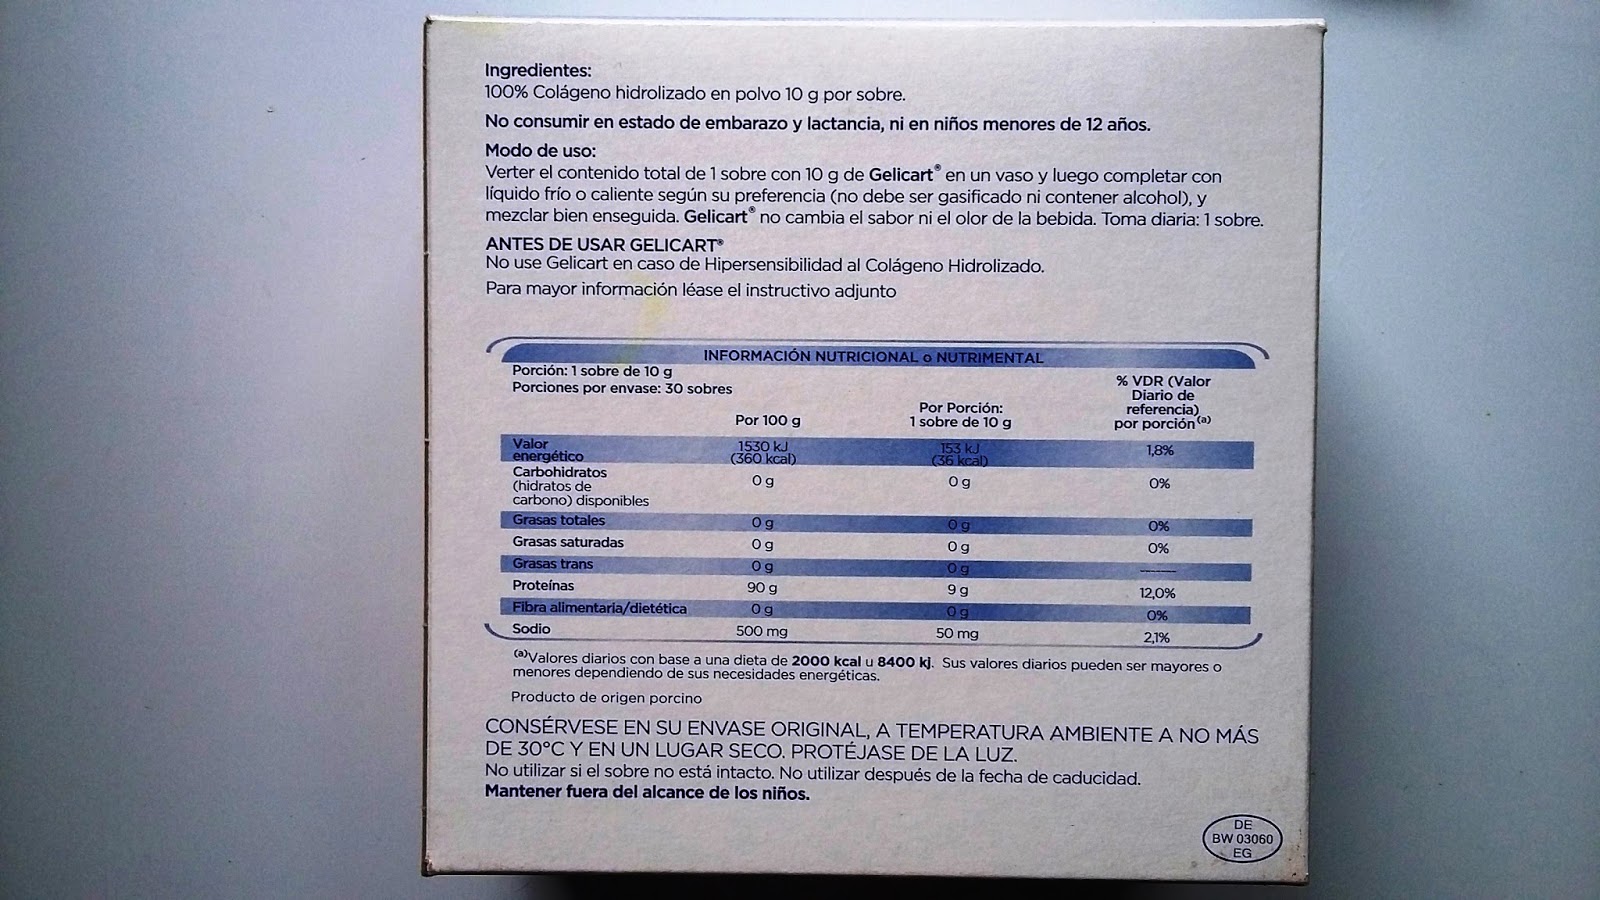 Ingredientes:
100% Colágeno hidrolizado en polvo 10 g por sobre.
No consumir en estado de embarazo y lactancia, ni en niños menores de 12 años.
Modo de uso:
Verter el contenido total de 1 sobre con 10 g de Gelicart® en un vaso y luego completar con
líquido frío o caliente según su preferencia (no debe ser gasificado ni contener alcohol), y
mezclar bien enseguida. Gelicart® no cambia el sabor ni el olor de la bebida. Toma diaria: 1 sobre.
ANTES DE USAR GELICART®
No use Gelicart en caso de Hipersensibilidad al Colágeno Hidrolizado.
Para mayor información léase el instructivo adjunto
INFORMACIÓN NUTRICIONAL o NUTRIMENTAL
Porción: 1 sobre de 10 g
Porciones por envase: 30 sobres
Por 100 g
Por Porción:
1 sobre de 10 g
% VDR (Valor
Diario de
referencia)
por porción(a)
Valor
energético
1530 kJ
(360 kcal)
153 kJ
(36 kcal)
1,8%
Carbohidratos
(hidratos de
carbono) disponibles
0 g
0 g
0%
Grasas totales 0 g 0 g 0%
Grasas saturadas 0 g 0 g 0%
Grasas trans 0 g 0 g -------
Proteínas 90 g 9 g 12,0%
Fibra alimentaria/dietética 0 g 0 g 0%
Sodio 500 mg 50 mg 2,1%
(a)Valores diarios con base a una dieta de 2000 kcal u 8400 kj. Sus valores diarios pueden ser mayores o
menores dependiendo de sus necesidades energéticas.
Producto de origen porcino
CONSÉRVESE EN SU ENVASE ORIGINAL, A TEMPERATURA AMBIENTE A NO MÁS
DE 30°C Y EN UN LUGAR SECO. PROTÉJASE DE LA LUZ.
No utilizar si el sobre no está intacto. No utilizar después de la fecha de caducidad.
Mantener fuera del alcance de los niños.
DE
BW 03060
EG